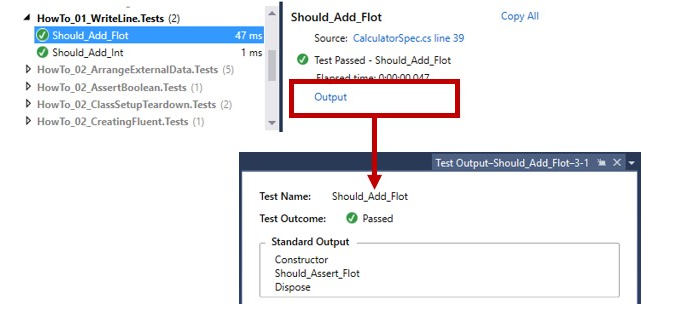 HowTo_01_WriteLine.Tests (2)
Should_Add_Flot 47 ms
Should_Add_Int 1 ms
HowTo_02_ArrangeExternalData.Tests (5)
HowTo_02_AssertBoolean.Tests (1)
HowTo_02_ClassSetupTeardown.Tests (2)
HowTo_02_CreatingFluent.Tests (1)
Should_Add_Flot Copy All
Source: CalculatorSpec.cs line 39
Test Passed - Should_Add_Flot
Elapsed time: 0:00:00.047
Output
Test Output–Should_Add_Flot–3-1
Test Name: Should_Add_Flot
Test Outcome: Passed
Standard Output
Constructor
Should_Assert_Flot
Dispose